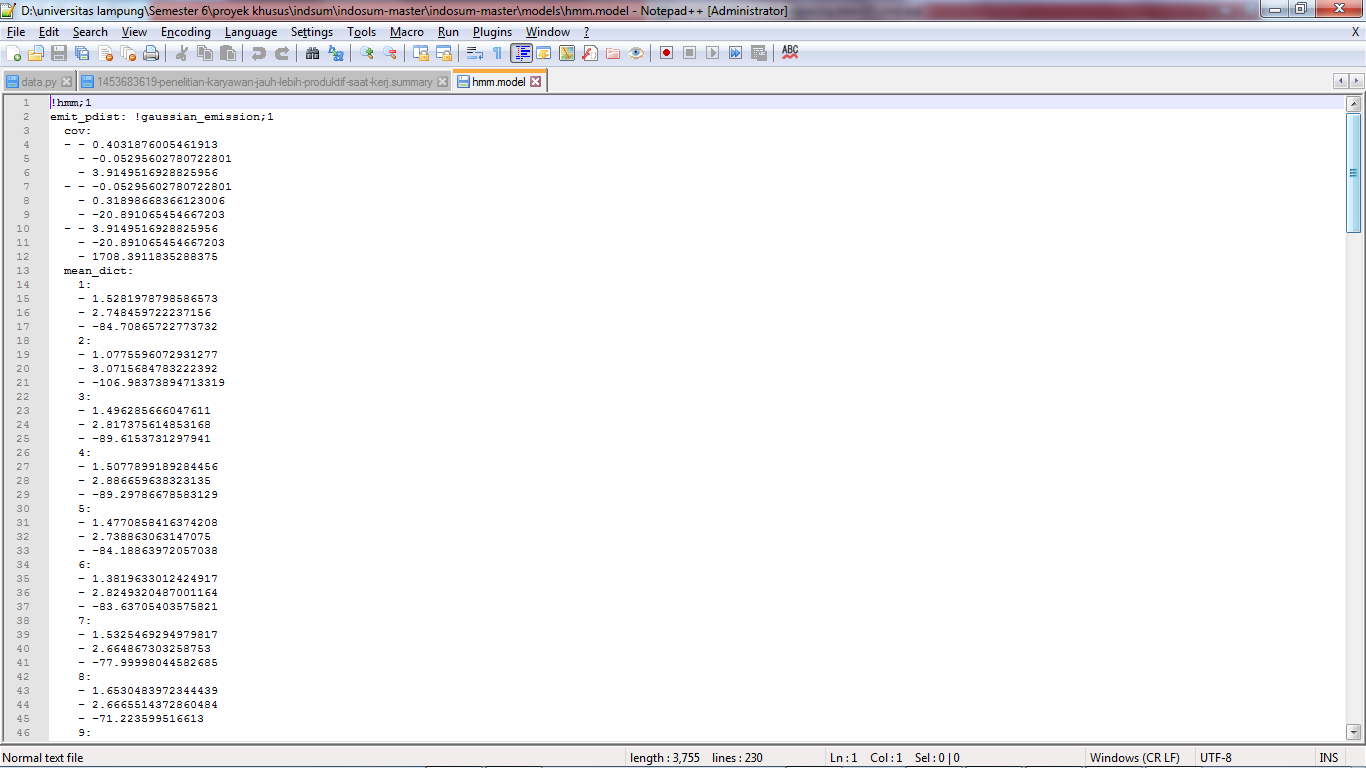 D:\universitas lampung\Semester 6\proyek khusus\indsum\indosum-master\indosum-master\models\hmm.model - Notepad++ [Administrator]
File Edit Search View Encoding Language Settings Tools Macro Run Plugins Window ? X
ABC
data.py 1453683619-penelitian-karyawan-jauh-lebih-produktif-saat-kerj.summary hmm.model
1 !hmm;1
2 emit_pdist: !gaussian_emission;1
3 cov:
4 - - 0.4031876005461913
5 - -0.05295602780722801
6 - 3.9149516928825956
7 - - -0.05295602780722801
8 - 0.31898668366123006
9 - -20.891065454667203
10 - - 3.9149516928825956
11 - -20.891065454667203
12 - 1708.3911835288375
13 mean_dict:
14 1:
15 - 1.5281978798586573
16 - 2.748459722237156
17 - -84.70865722773732
18 2:
19 - 1.0775596072931277
20 - 3.0715684783222392
21 - -106.98373894713319
22 3:
23 - 1.496285666047611
24 - 2.817375614853168
25 - -89.6153731297941
26 4:
27 - 1.5077899189284456
28 - 2.886659638323135
29 - -89.29786678583129
30 5:
31 - 1.4770858416374208
32 - 2.738863063147075
33 - -84.18863972057038
34 6:
35 - 1.3819633012424917
36 - 2.8249320487001164
37 - -83.63705403575821
38 7:
39 - 1.5325469294979817
40 - 2.664867303258753
41 - -77.99998044582685
42 8:
43 - 1.6530483972344439
44 - 2.6665514372860484
45 - -71.223599516613
46 9:
Normal text file length : 3,755 lines : 230 Ln : 1 Col : 1 Sel : 0 | 0 Windows (CR LF) UTF-8 INS